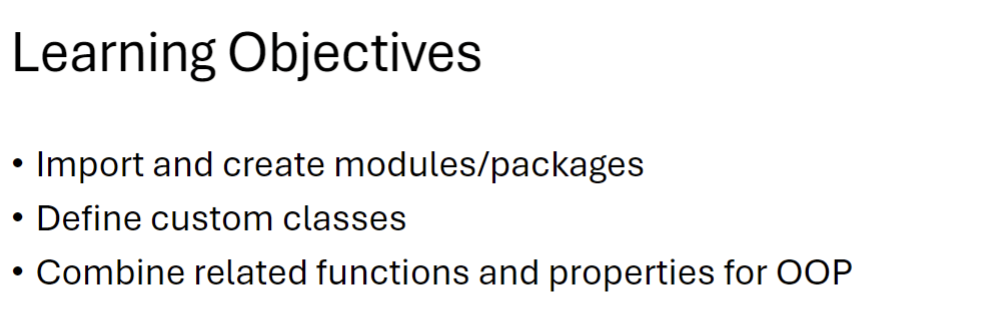 Learning Objectives
• Import and create modules/packages
• Define custom classes
• Combine related functions and properties for OOP